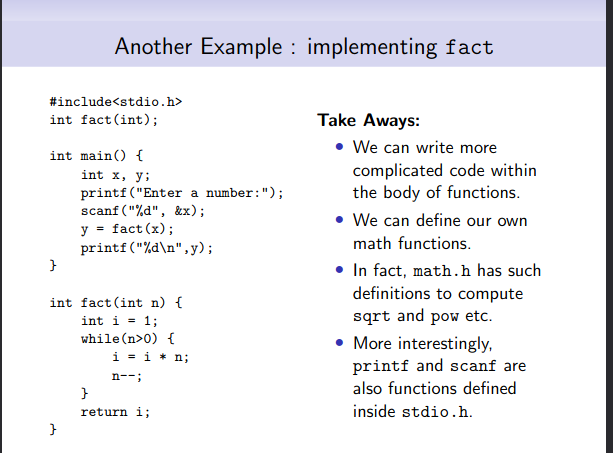 Another Example : implementing fact
#include<stdio.h>
int fact(int);
int main() {
int x, y;
printf("Enter a number:");
scanf("%d", &x);
y = fact(x);
printf("%d\n",y);
}
int fact(int n) {
int i = 1;
while(n>0) {
i = i * n;
n--;
}
return i;
}
Take Aways:
• We can write more
complicated code within
the body of functions.
• We can define our own
math functions.
• In fact, math.h has such
definitions to compute
sqrt and pow etc.
• More interestingly,
printf and scanf are
also functions defined
inside stdio.h.